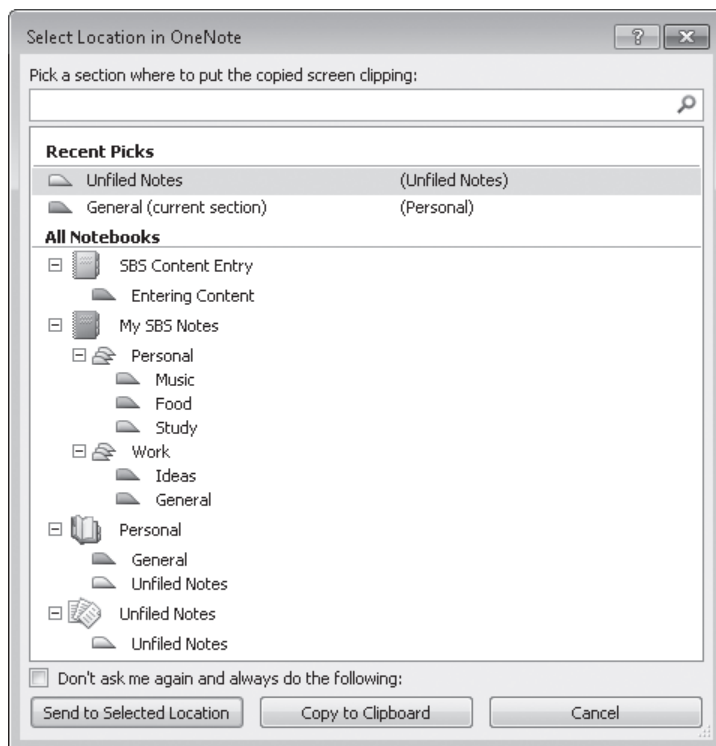 Select Location in OneNote
Pick a section where to put the copied screen clipping:
Recent Picks
Unfiled Notes (Unfiled Notes)
General (current section) (Personal)
All Notebooks
SBS Content Entry
Entering Content
My SBS Notes
Personal
Music
Food
Study
Work
Ideas
General
Personal
General
Unfiled Notes
Unfiled Notes
Unfiled Notes
Don't ask me again and always do the following:
Send to Selected Location Copy to Clipboard Cancel